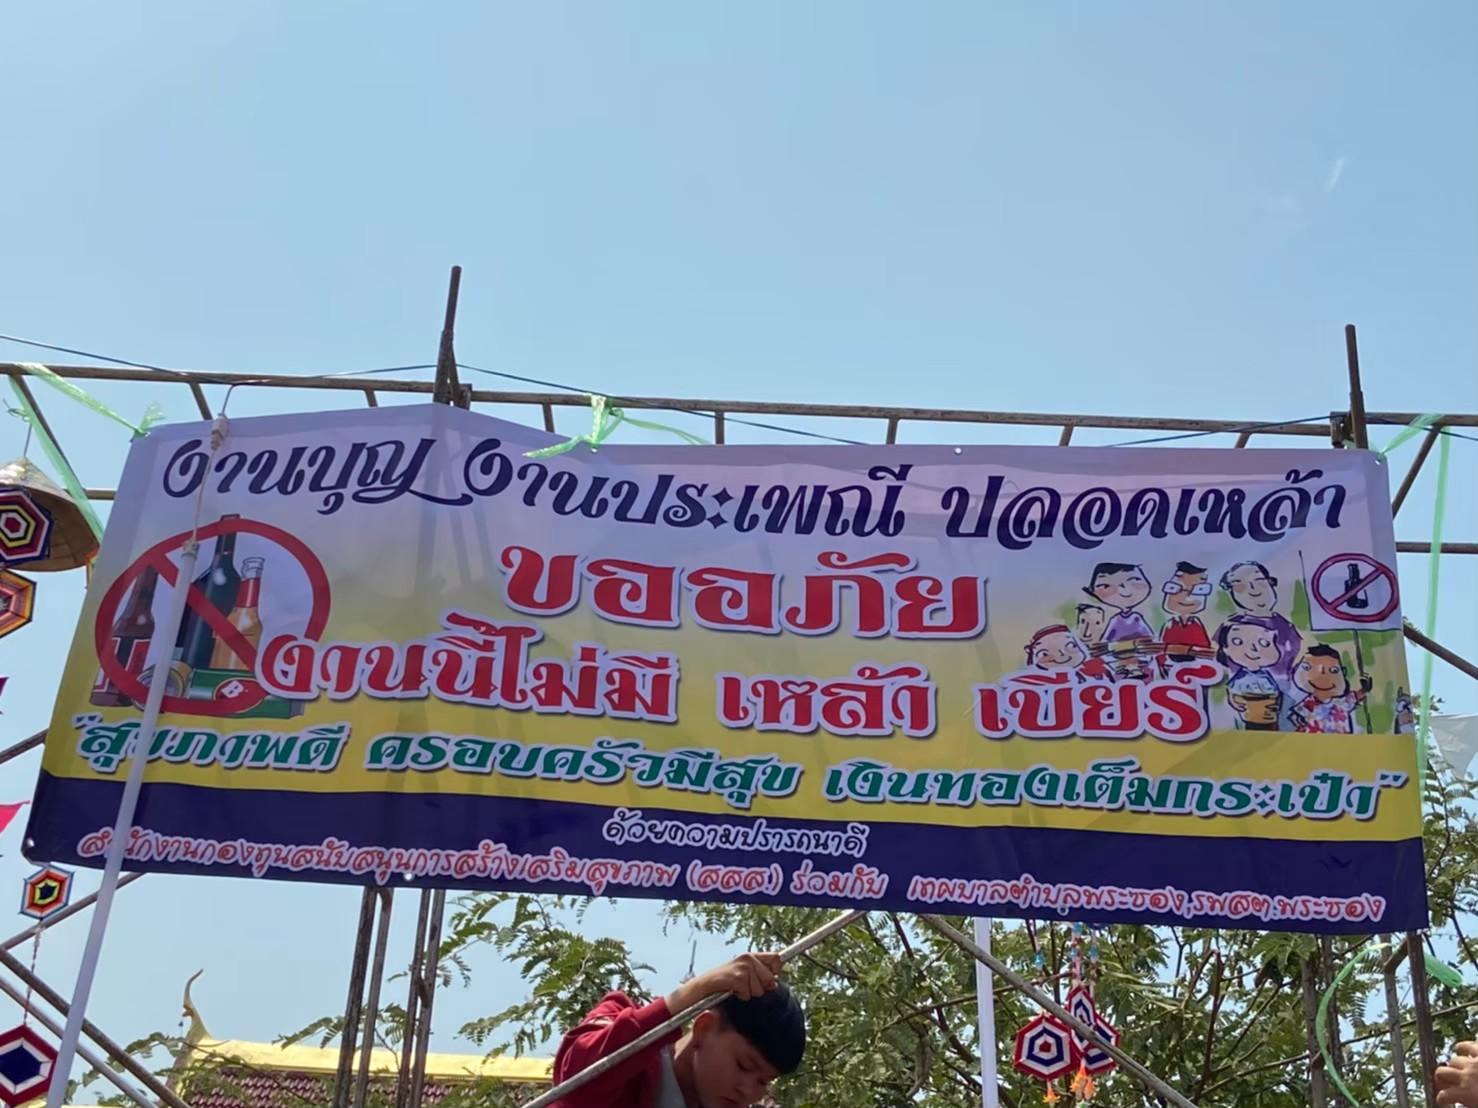 งานบุญ งานประเพณี ปลอดเหล้า
ขออภัย
งานนี้ไม่มี เหล้า เบียร์
"สุขภาพดี ครอบครัวมีสุข เงินทองเต็มกระเป๋า"
ด้วยความปรารถนาดี
สำนักงานกองทุนสนับสนุนการสร้างเสริมสุขภาพ (สสส.) ร่วมกับ เทศบาลตำบลพระซอง,รพสต.พระซอง